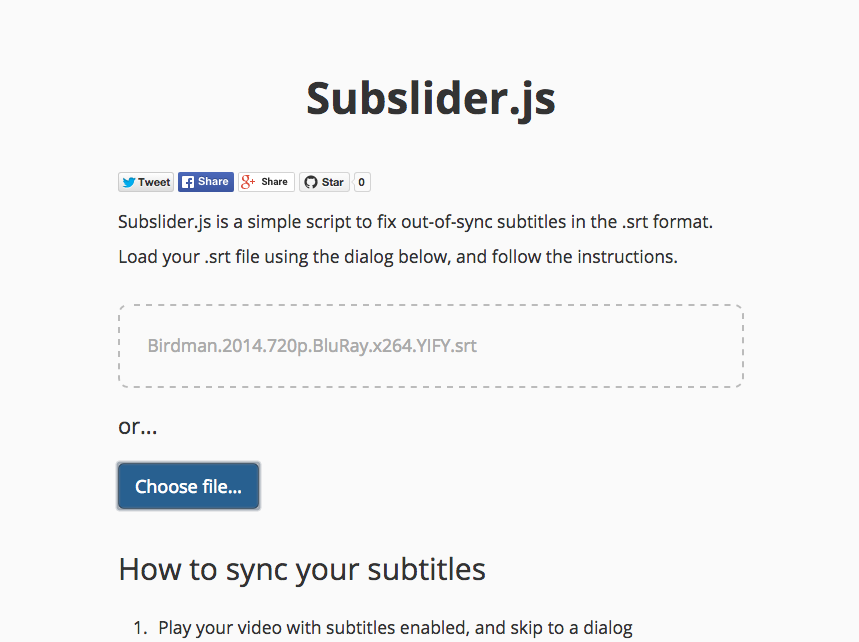 Subslider.js
Tweet Share Share Star 0
Subslider.js is a simple script to fix out-of-sync subtitles in the .srt format.
Load your .srt file using the dialog below, and follow the instructions.
Birdman.2014.720p.BluRay.x264.YIFY.srt
or...
Choose file...
How to sync your subtitles
1. Play your video with subtitles enabled, and skip to a dialog